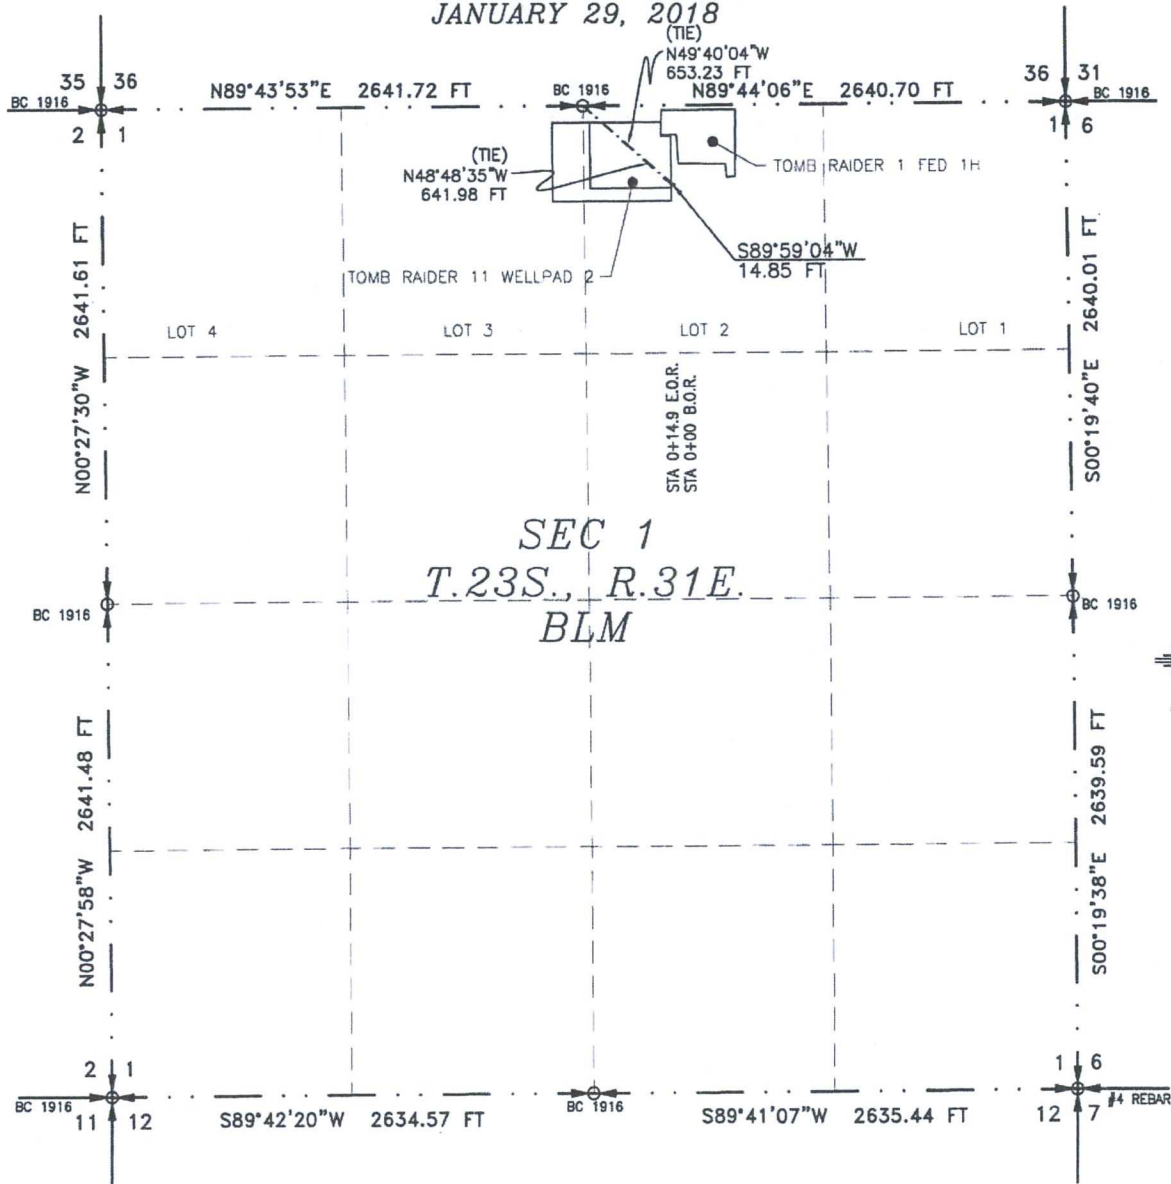 JANUARY 29, 2018
(TIE)
N49°40'04"W
653.23 FT
35 36
36 31
BC 1916
N89°43'53"E 2641.72 FT
BC 1916
N89°44'06"E 2640.70 FT
BC 1916
2 1
1 6
(TIE)
N48°48'35"W
641.98 FT
TOMB RAIDER 1 FED 1H
S89°59'04"W
14.85 FT
TOMB RAIDER 11 WELLPAD 2
N00°27'30"W 2641.61 FT
S00°19'40"E 2640.01 FT
LOT 4
LOT 3
LOT 2
LOT 1
STA 0+14.9 E.O.R.
STA 0+00 B.O.R.
SEC 1
T.23S., R.31E.
BLM
BC 1916
BC 1916
N00°27'58"W 2641.48 FT
S00°19'38"E 2639.59 FT
2 1
1 6
BC 1916
11 12
S89°42'20"W 2634.57 FT
BC 1916
S89°41'07"W 2635.44 FT
12 7
#4 REBAR